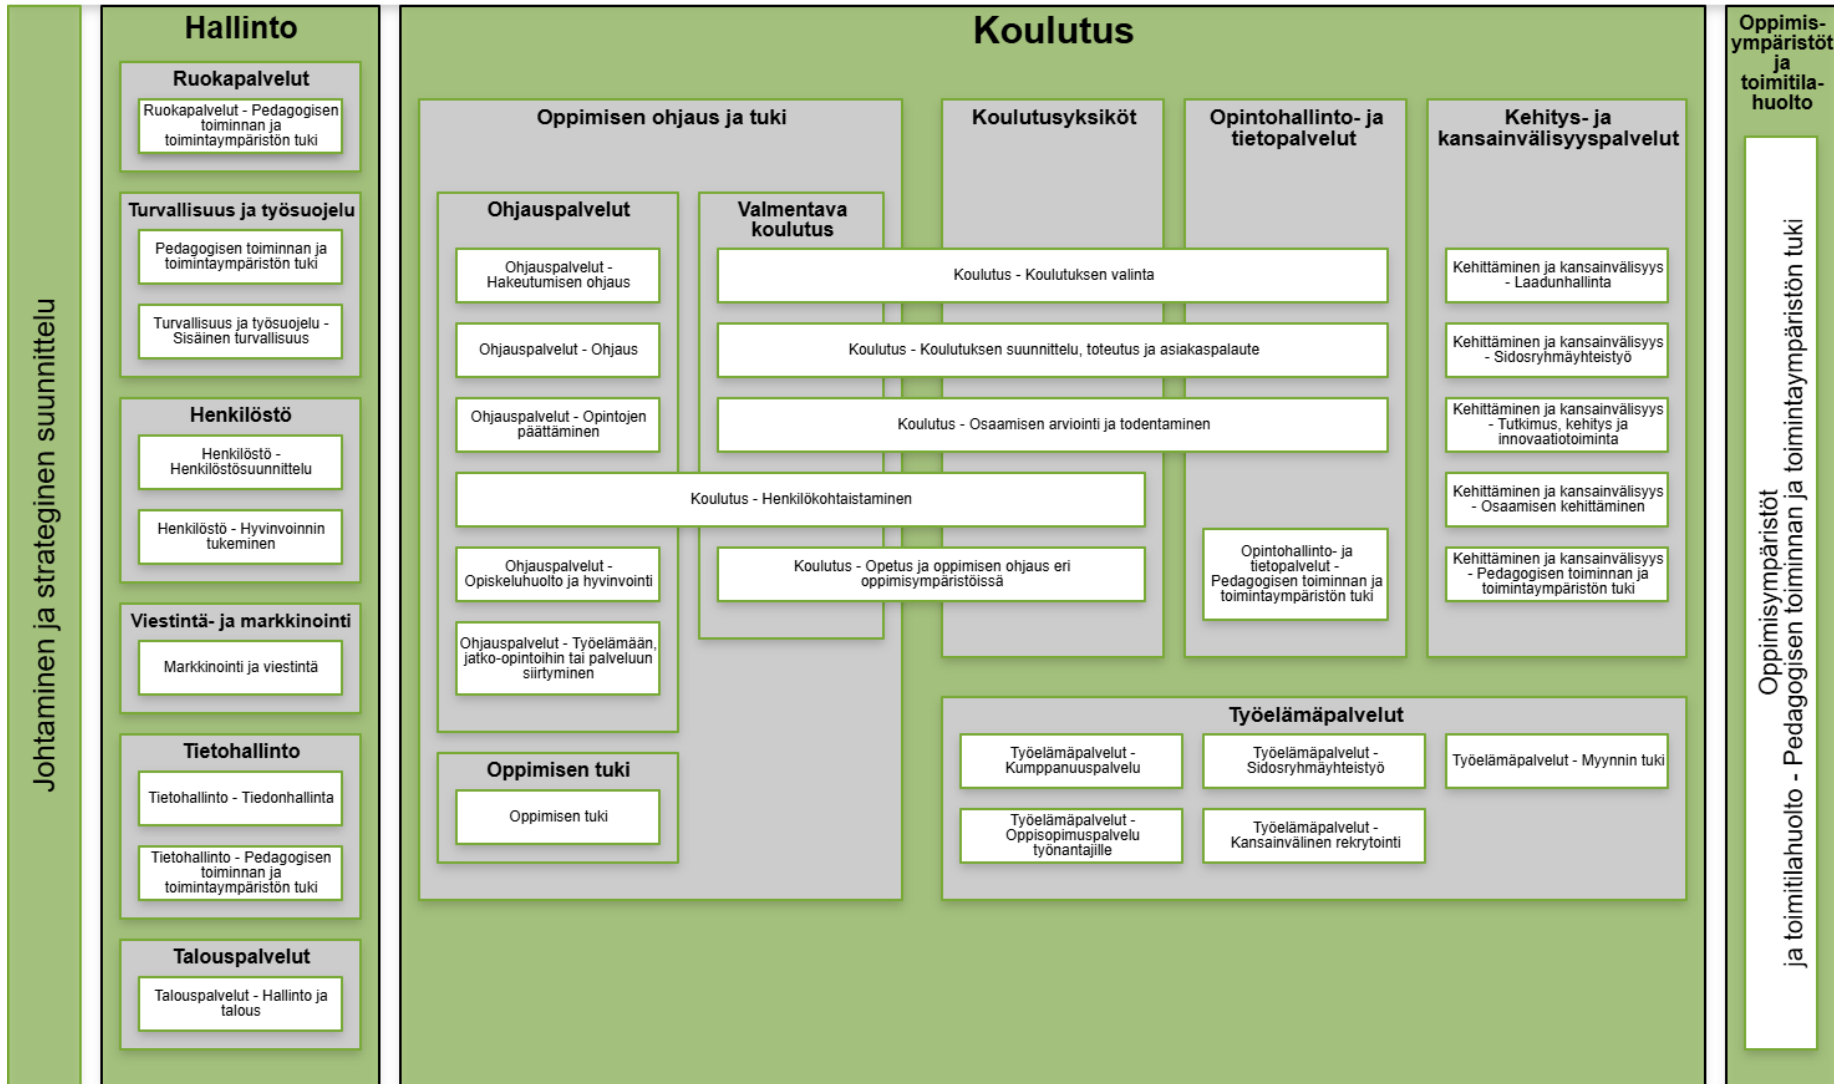 Johtaminen ja strateginen suunnittelu
Hallinto
Ruokapalvelut
Ruokapalvelut - Pedagogisen
toiminnan ja
toimintaympäristön tuki
Turvallisuus ja työsuojelu
Pedagogisen toiminnan ja
toimintaympäristön tuki
Turvallisuus ja työsuojelu -
Sisäinen turvallisuus
Henkilöstö
Henkilöstö -
Henkilöstösuunnittelu
Henkilöstö - Hyvinvoinnin
tukeminen
Viestintä- ja markkinointi
Markkinointi ja viestintä
Tietohallinto
Tietohallinto - Tiedonhallinta
Tietohallinto - Pedagogisen
toiminnan ja
toimintaympäristön tuki
Talouspalvelut
Talouspalvelut - Hallinto ja
talous
Koulutus
Oppimisen ohjaus ja tuki
Ohjauspalvelut
Ohjauspalvelut -
Hakeutumisen ohjaus
Ohjauspalvelut - Ohjaus
Ohjauspalvelut - Opintojen
päättäminen
Koulutus - Henkilökohtaistaminen
Ohjauspalvelut -
Opiskeluhuolto ja hyvinvointi
Ohjauspalvelut - Työelämään,
jatko-opintoihin tai palveluun
siirtyminen
Oppimisen tuki
Oppimisen tuki
Valmentava
koulutus
Koulutus - Koulutuksen valinta
Koulutus - Koulutuksen suunnittelu, toteutus ja asiakaspalaute
Koulutus - Osaamisen arviointi ja todentaminen
Koulutus - Opetus ja oppimisen ohjaus eri
oppimisympäristöissä
Koulutusyksiköt
Opintohallinto- ja
tietopalvelut
Opintohallinto- ja
tietopalvelut -
Pedagogisen toiminnan ja
toimintaympäristön tuki
Kehitys- ja
kansainvälisyyspalvelut
Kehittäminen ja kansainvälisyys
- Laadunhallinta
Kehittäminen ja kansainvälisyys
- Sidosryhmäyhteistyö
Kehittäminen ja kansainvälisyys
- Tutkimus, kehitys ja
innovaatiotoiminta
Kehittäminen ja kansainvälisyys
- Osaamisen kehittäminen
Kehittäminen ja kansainvälisyys
- Pedagogisen toiminnan ja
toimintaympäristön tuki
Työelämäpalvelut
Työelämäpalvelut -
Kumppanuuspalvelu
Työelämäpalvelut -
Sidosryhmäyhteistyö
Työelämäpalvelut - Myynnin tuki
Työelämäpalvelut -
Oppisopimuspalvelu
työnantajille
Työelämäpalvelut -
Kansainvälinen rekrytointi
Oppimis-
ympäristöt
ja
toimitila-
huolto
Oppimisympäristöt
ja toimitilahuolto - Pedagogisen toiminnan ja toimintaympäristön tuki